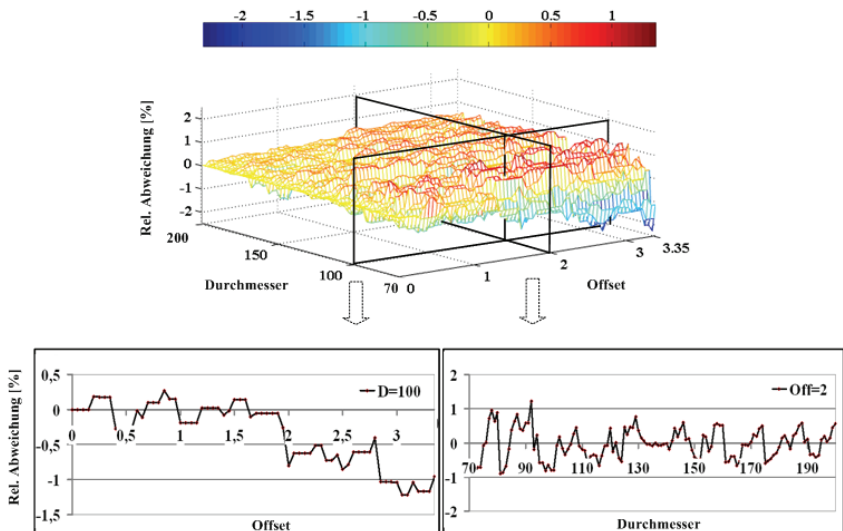 -2 -1.5 -1 -0.5 0 0.5 1
Rel. Abweichung [%]
2
1
0
-1
-2
200
150
100
70
Durchmesser
0
1
2
3
3.35
Offset
Rel. Abweichung [%]
0,5
0
-0,5
-1
-1,5
0 0,5 1 1,5 2 2,5 3
D=100
Offset
2
1
0
-1
-2
70 90 110 130 150 170 190
Off=2
Durchmesser